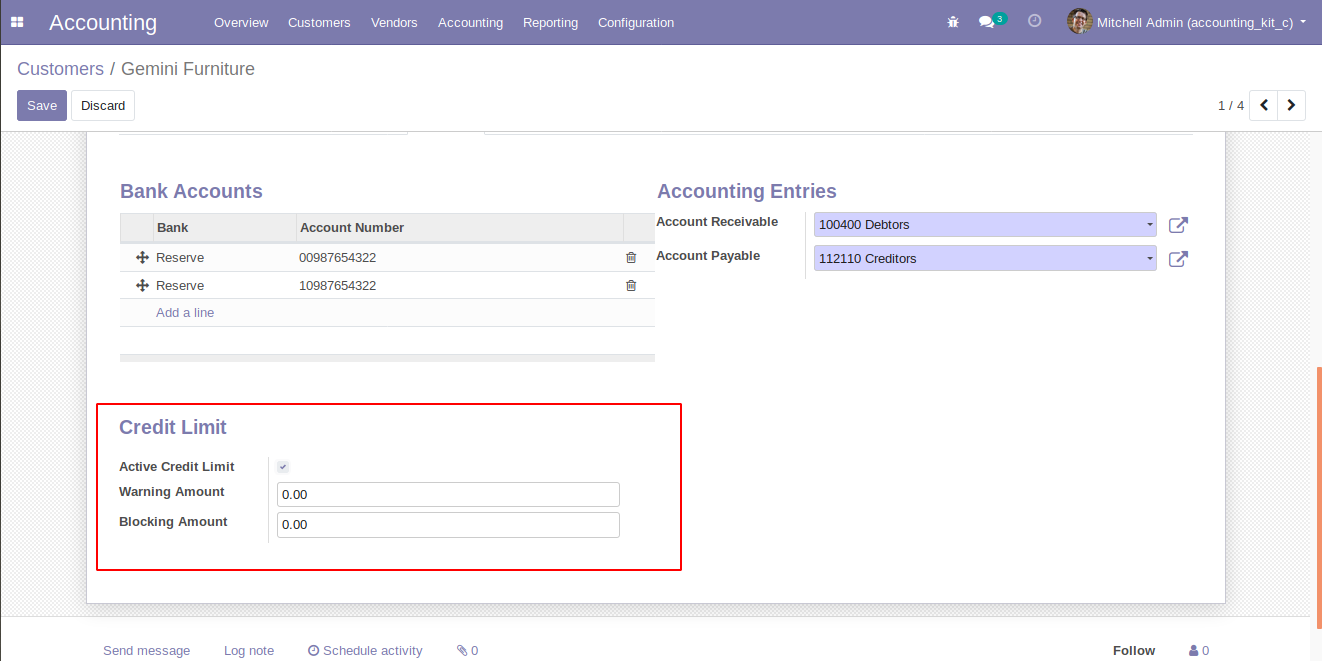 Accounting Overview Customers Vendors Accounting Reporting Configuration 3 Mitchell Admin (accounting_kit_c)
Customers / Gemini Furniture
Save Discard 1 / 4
Bank Accounts
Bank Account Number
Reserve 00987654322
Reserve 10987654322
Add a line
Accounting Entries
Account Receivable 100400 Debtors
Account Payable 112110 Creditors
Credit Limit
Active Credit Limit
Warning Amount 0.00
Blocking Amount 0.00
Send message Log note Schedule activity 0 Follow 0